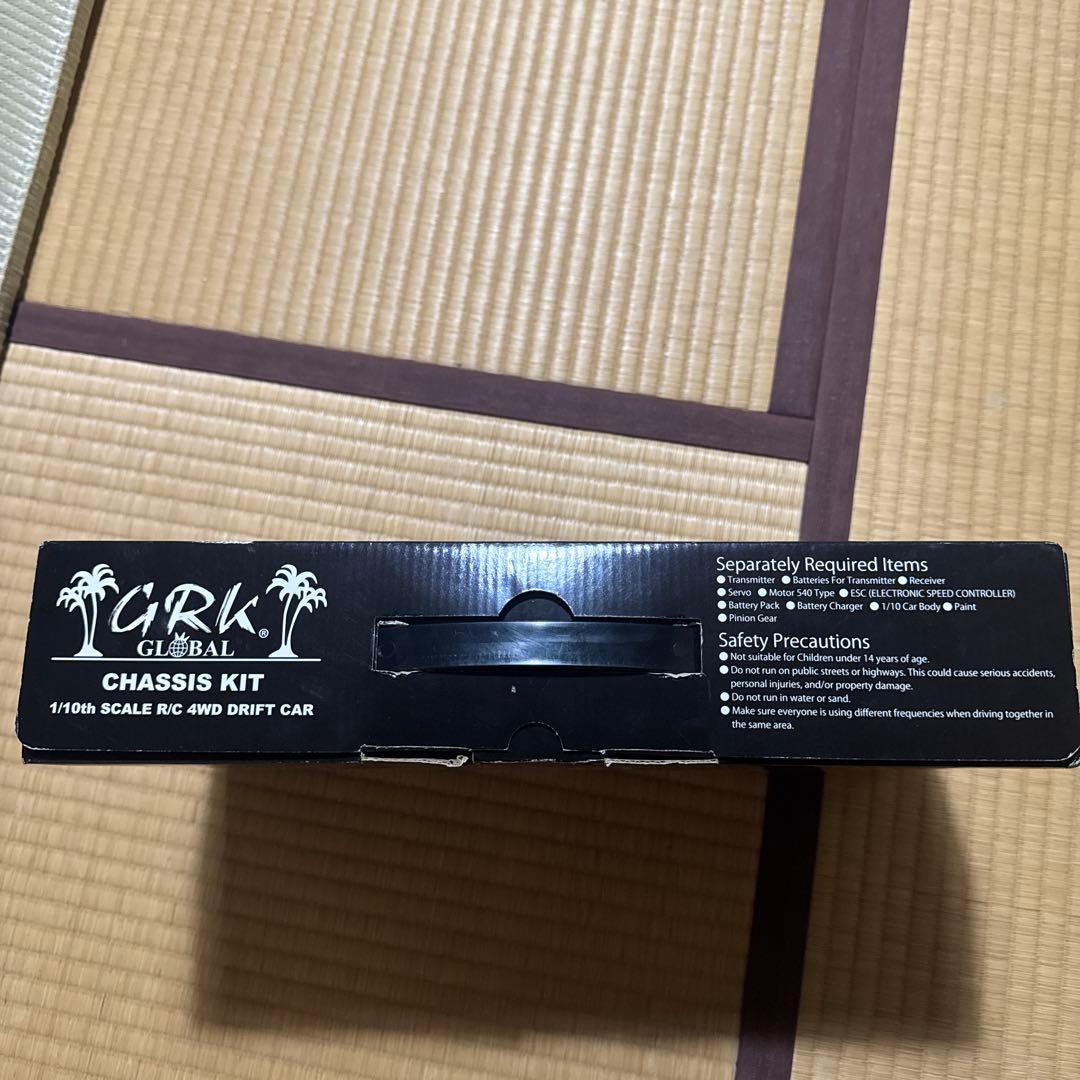 GRK®
GLOBAL
CHASSIS KIT
1/10th SCALE R/C 4WD DRIFT CAR
Separately Required Items
● Transmitter ● Batteries For Transmitter ● Receiver
● Servo ● Motor 540 Type ● ESC (ELECTRONIC SPEED CONTROLLER)
● Battery Pack ● Battery Charger ● 1/10 Car Body ● Paint
● Pinion Gear
Safety Precautions
● Not suitable for Children under 14 years of age.
● Do not run on public streets or highways. This could cause serious accidents,
personal injuries, and/or property damage.
● Do not run in water or sand.
● Make sure everyone is using different frequencies when driving together in
the same area.